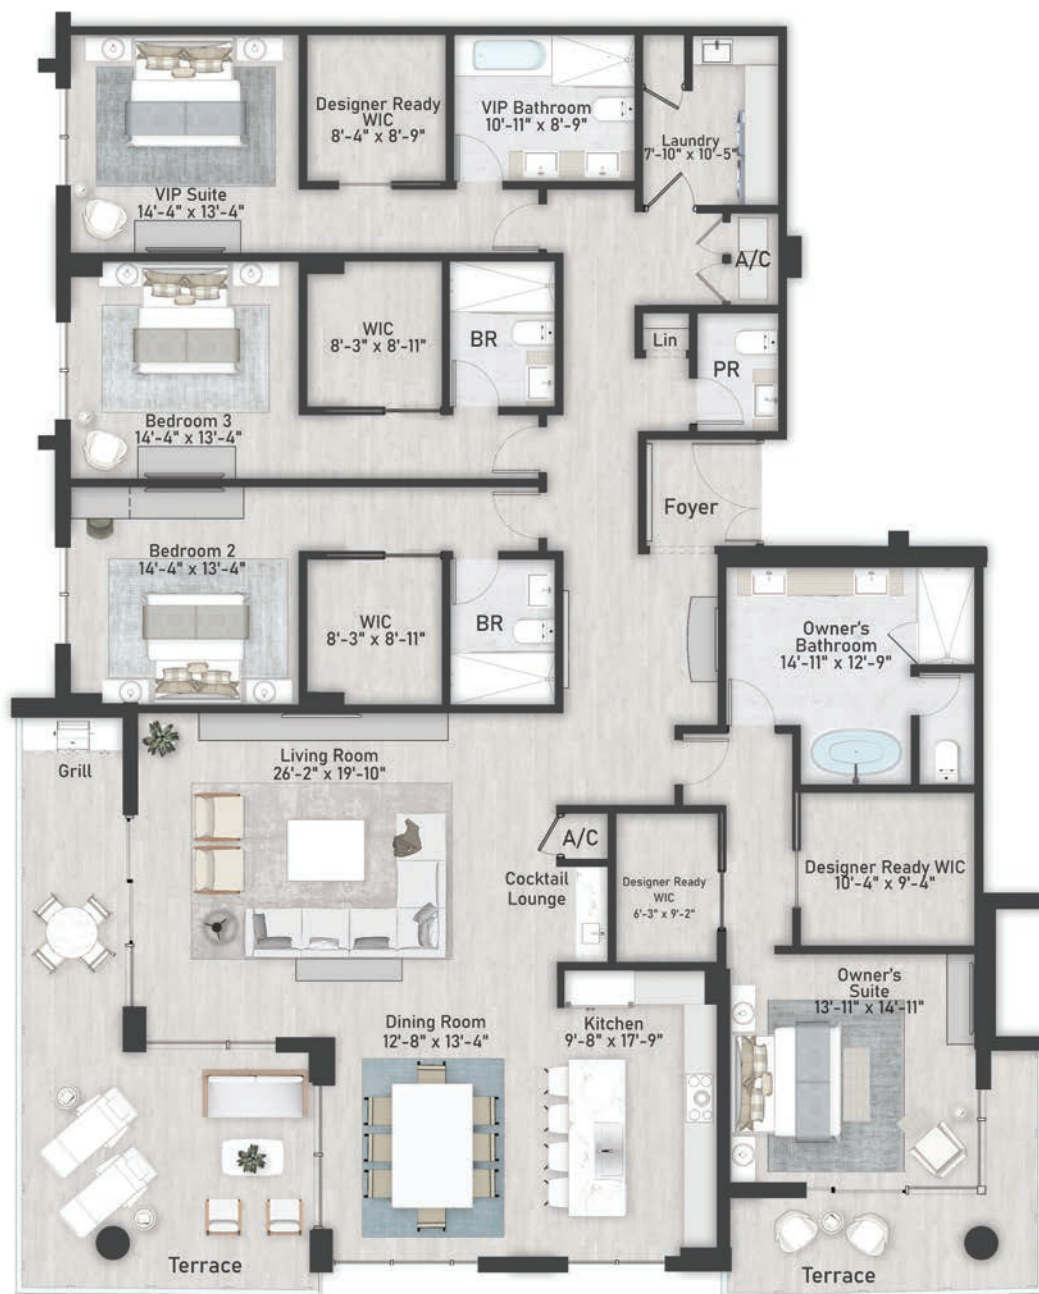 Designer Ready
WIC
8'-4" x 8'-9"
VIP Bathroom
10'-11" x 8'-9"
Laundry
7'-10" x 10'-5"
VIP Suite
14'-4" x 13'-4"
A/C
WIC
8'-3" x 8'-11"
BR
Lin
PR
Bedroom 3
14'-4" x 13'-4"
Foyer
Bedroom 2
14'-4" x 13'-4"
WIC
8'-3" x 8'-11"
BR
Owner's
Bathroom
14'-11" x 12'-9"
Grill
Living Room
26'-2" x 19'-10"
A/C
Cocktail
Lounge
Designer Ready
WIC
6'-3" x 9'-2"
Designer Ready WIC
10'-4" x 9'-4"
Owner's
Suite
13'-11" x 14'-11"
Dining Room
12'-8" x 13'-4"
Kitchen
9'-8" x 17'-9"
Terrace
Terrace